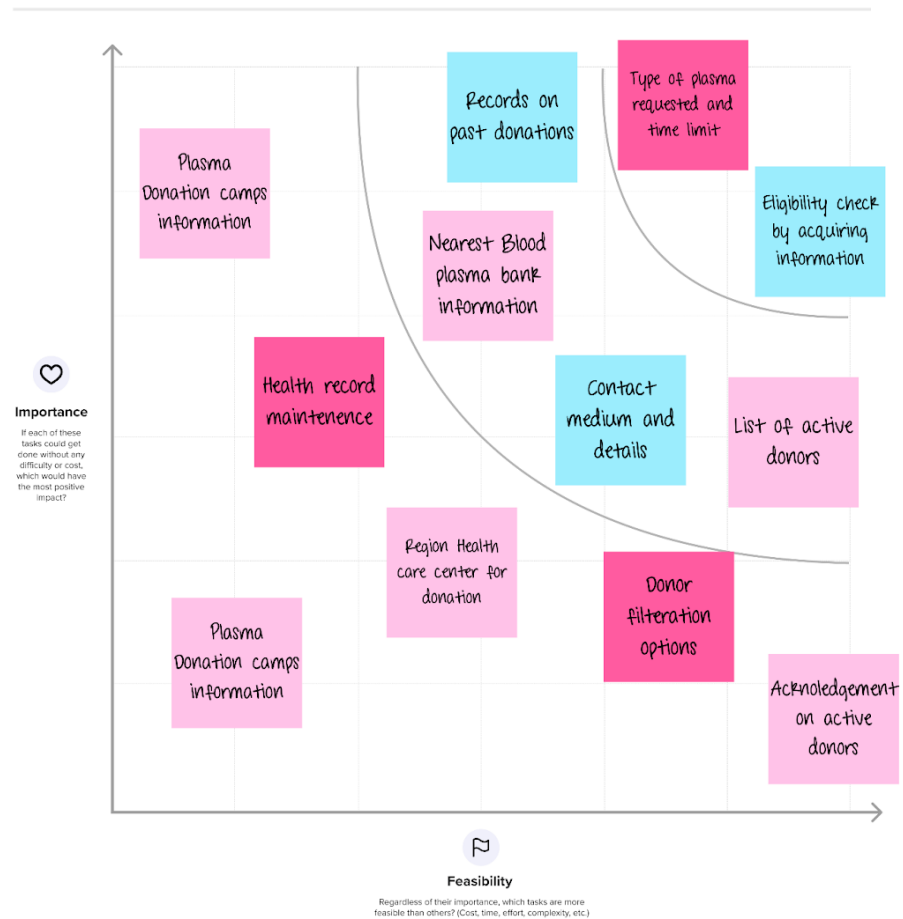 Type of plasma
requested and
time limit
Records on
past donations
Plasma
Donation camps
information
Eligibility check
by acquiring
information
Nearest Blood
plasma bank
information
Health record
maintenence
Contact
medium and
details
List of active
donors
Importance
If each of these
tasks could get
done without any
difficulty or cost,
which would have
the most positive
impact?
Region Health
care center for
donation
Donor
filteration
options
Plasma
Donation camps
information
Acknoledgement
on active
donors
Feasibility
Regardless of their importance, which tasks are more
feasible than others? (Cost, time, effort, complexity, etc.)